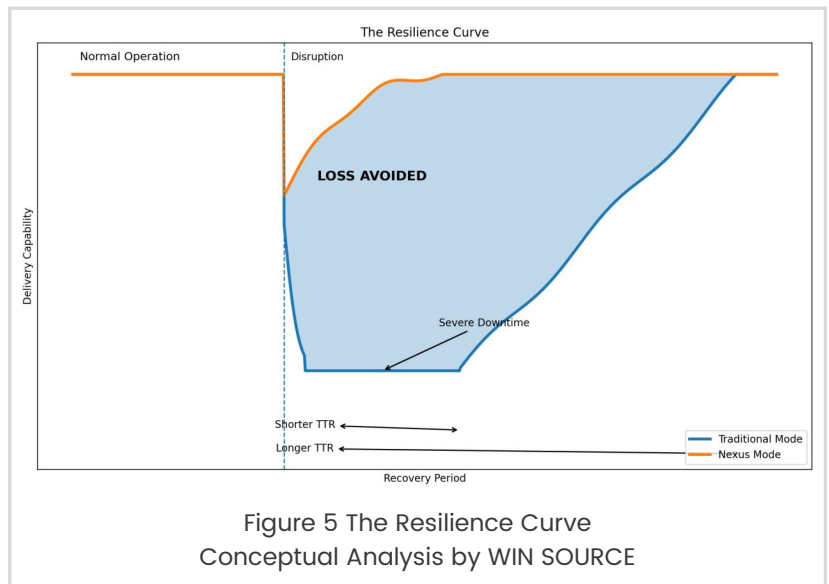 The Resilience Curve
Normal Operation
Disruption
LOSS AVOIDED
Delivery Capability
Severe Downtime
Shorter TTR
Longer TTR
Traditional Mode
Nexus Mode
Recovery Period
Figure 5 The Resilience Curve
Conceptual Analysis by WIN SOURCE